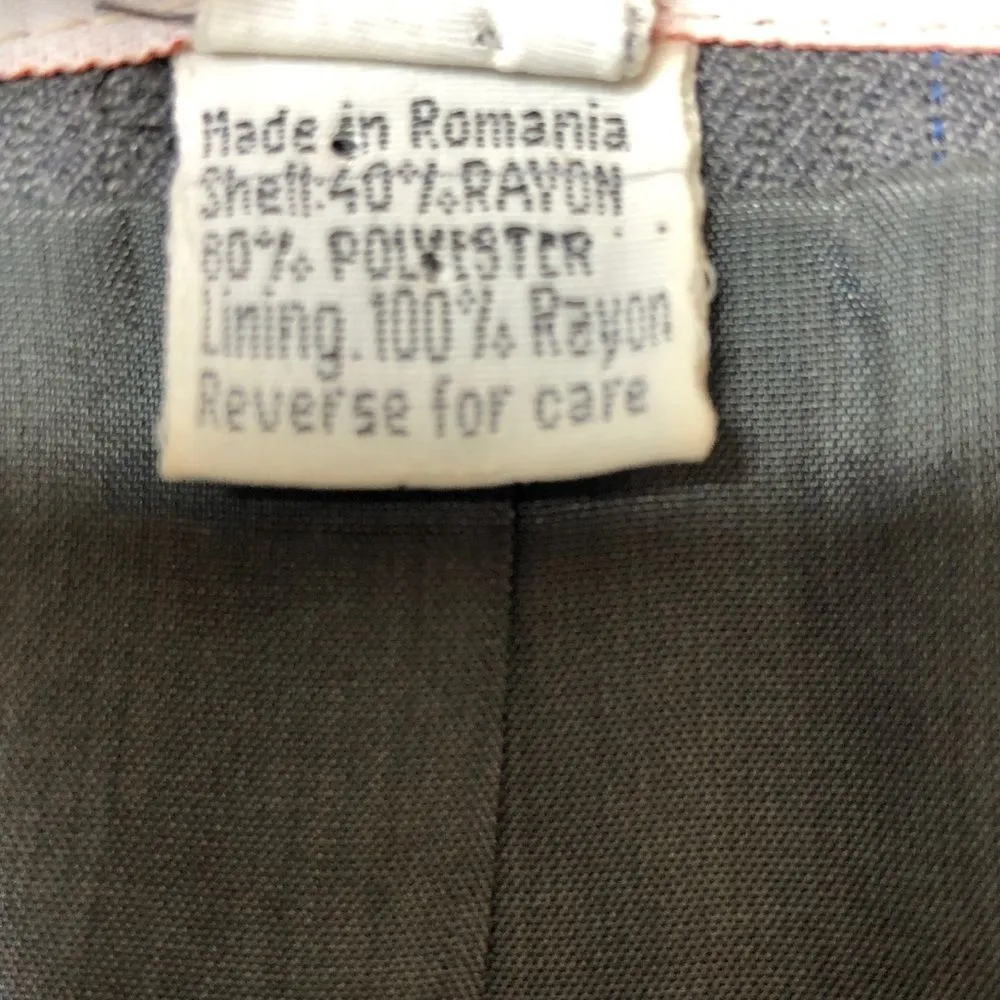 Made in Romania
Shell:40% RAYON
60% POLYESTER
Lining.100% Rayon
Reverse for care